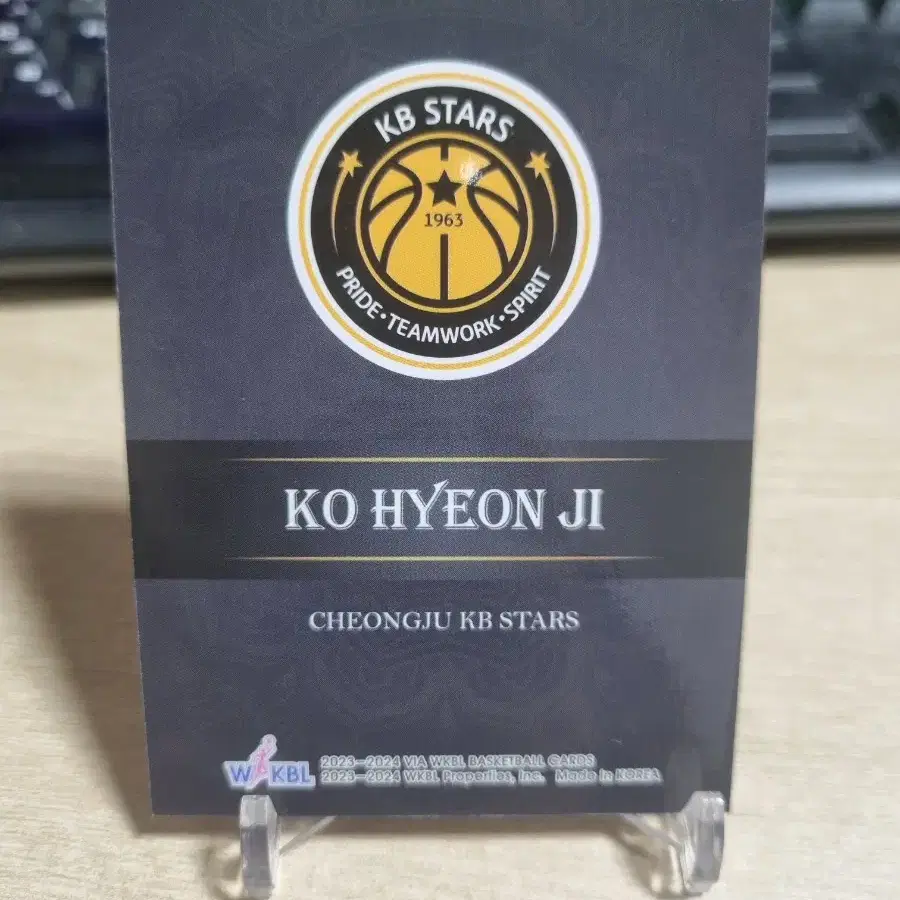 KB STARS
1963
PRIDE•TEAMWORK•SPIRIT
KO HYEON JI
CHEONGJU KB STARS
WKBL
2023-2024 VIA WKBL BASKETBALL CARDS
2023-2024 WKBL Properties, Inc. Made in KOREA